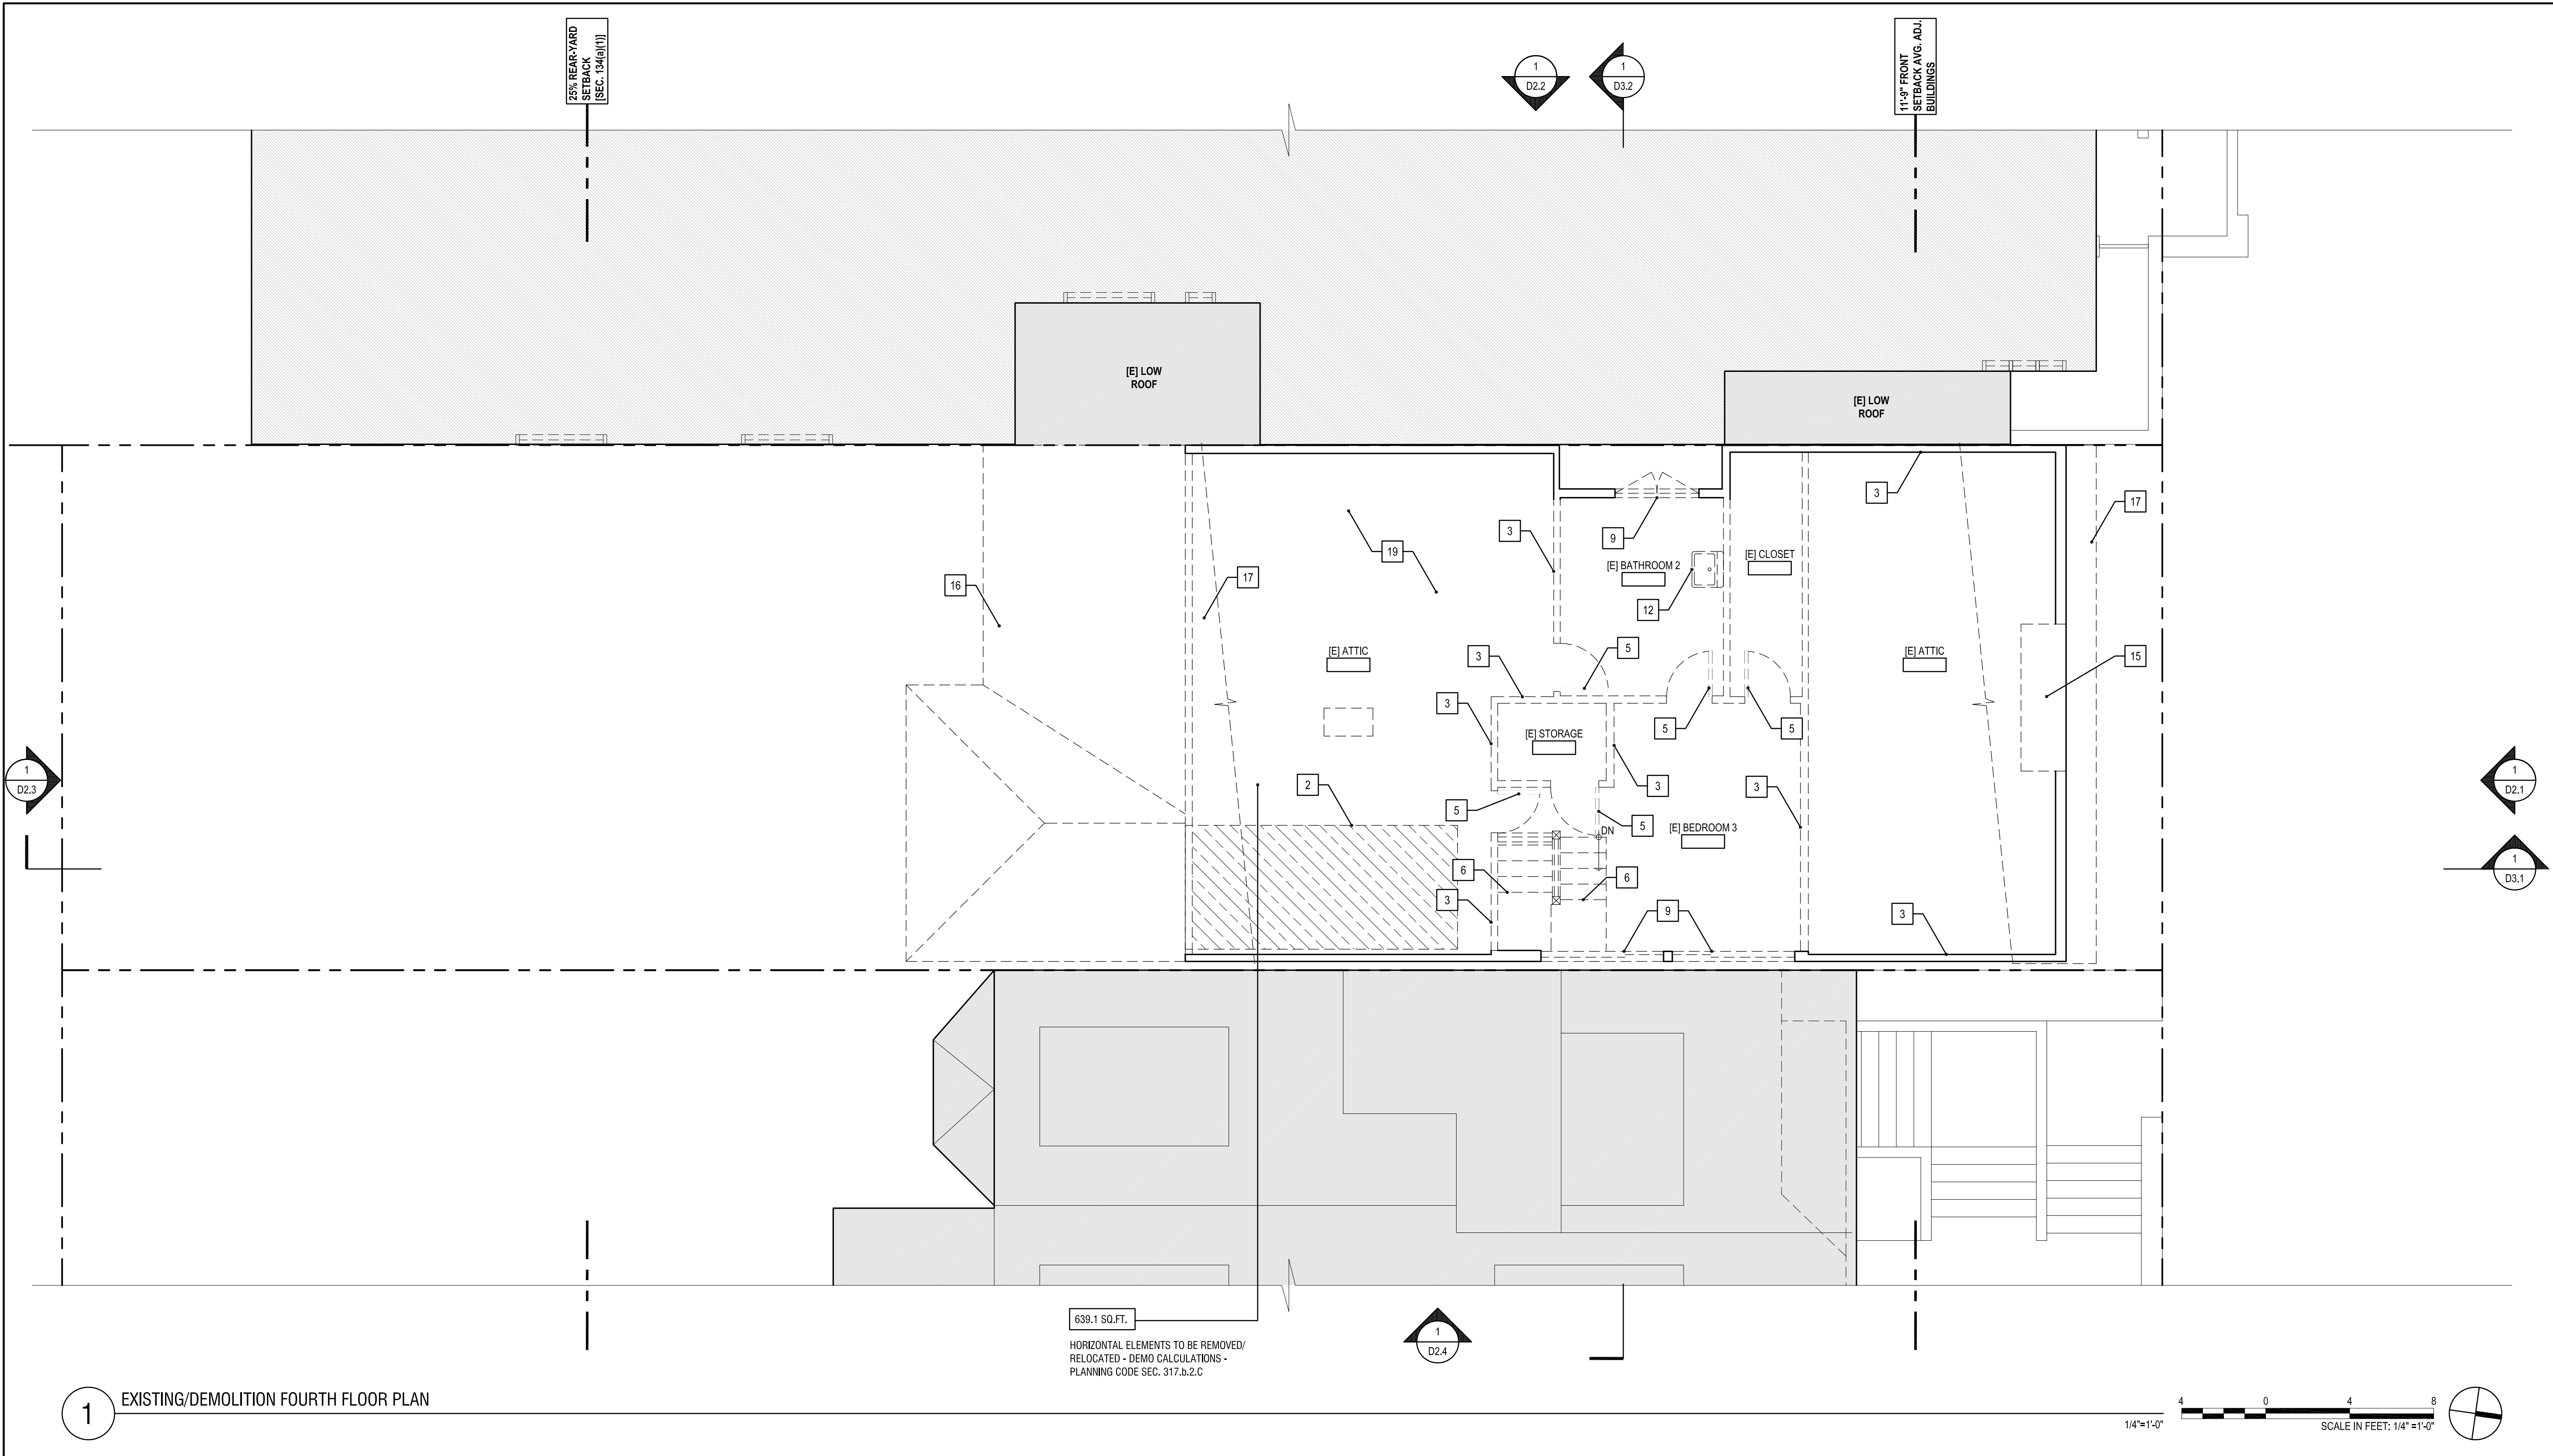 25% REAR-YARD
SETBACK
[SEC. 134(a)(1)]
1
D2.2
1
D3.2
11'-9" FRONT
SETBACK AVG. ADJ.
BUILDINGS
[E] LOW
ROOF
[E] LOW
ROOF
3
17
3
9
19
[E] CLOSET
[E] BATHROOM 2
16
17
12
[E] ATTIC
3
5
[E] ATTIC
15
3
5
5
[E] STORAGE
1
D2.3
2
3
3
1
D2.1
5
5
DN
[E] BEDROOM 3
6
6
1
D3.1
3
9
3
639.1 SQ.FT.
HORIZONTAL ELEMENTS TO BE REMOVED/
RELOCATED - DEMO CALCULATIONS -
PLANNING CODE SEC. 317.b.2.C
1
D2.4
1
EXISTING/DEMOLITION FOURTH FLOOR PLAN
1/4"=1'-0"
4 0 4 8
SCALE IN FEET: 1/4" =1'-0"